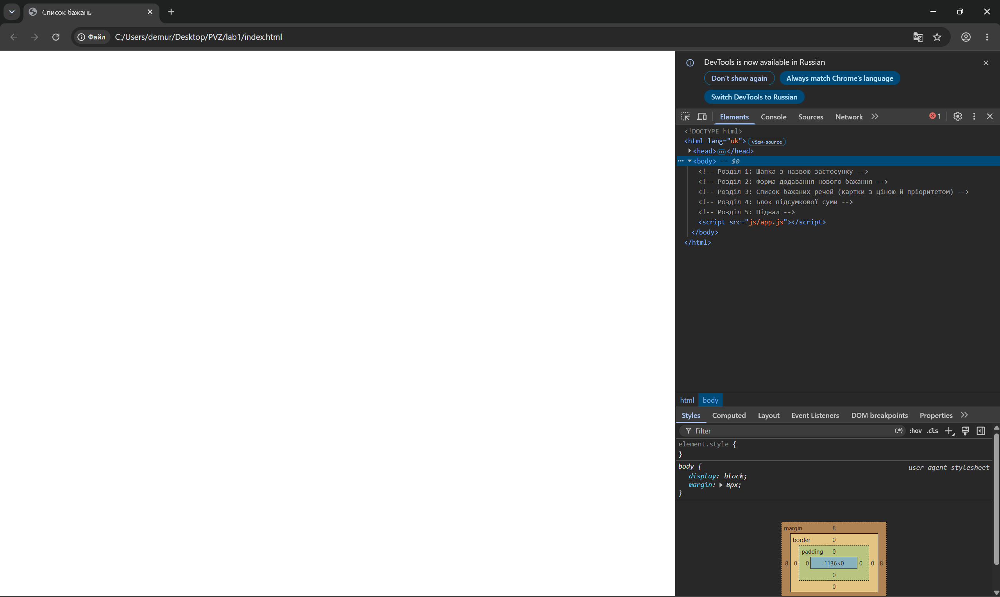 Список бажань
Файл C:/Users/demur/Desktop/PVZ/lab1/index.html
DevTools is now available in Russian
Don't show again Always match Chrome's language
Switch DevTools to Russian
Elements Console Sources Network 1
<!DOCTYPE html>
<html lang="uk"> view-source
<head> ... </head>
... <body> == $0
<!-- Розділ 1: Шапка з назвою застосунку -->
<!-- Розділ 2: Форма додавання нового бажання -->
<!-- Розділ 3: Список бажаних речей (картки з ціною й пріоритетом) -->
<!-- Розділ 4: Блок підсумкової суми -->
<!-- Розділ 5: Підвал -->
<script src="js/app.js"></script>
</body>
</html>
html body
Styles Computed Layout Event Listeners DOM breakpoints Properties
Filter (.*) :hov .cls
element.style {
}
body { user agent stylesheet
display: block;
margin: 8px;
}
margin 8
border 0
padding 0
8 0 0 1136×0 0 0 8
0
0